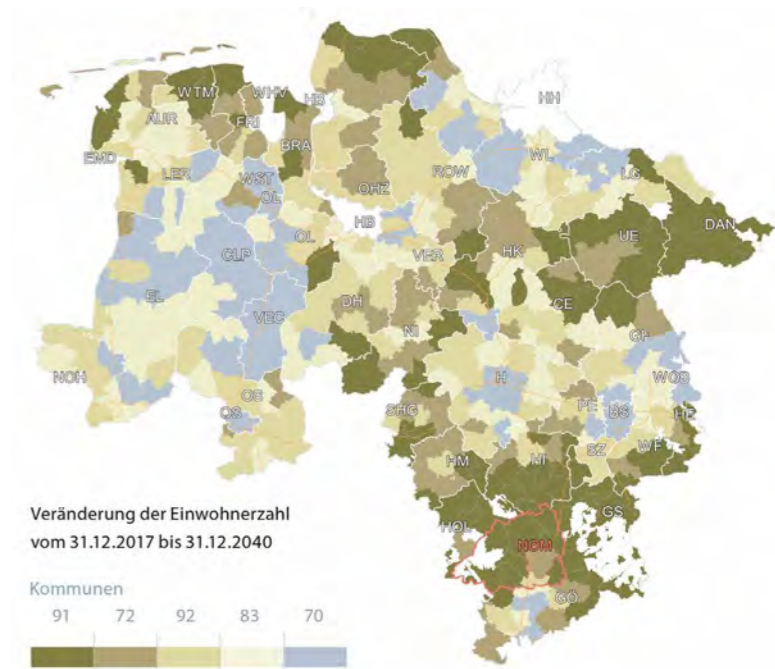 HH
WTM
WHV
HB
FRI
AUR
BRA
EMD
WL
LER
ROW
WST
LG
OL
OHZ
HB
DAN
OL
UE
CLP
VER
HK
EL
CE
DH
VEC
NI
GF
NOH
H
WOB
OS
SHG
PE
BS
HE
OS
WF
SZ
HM
HI
Veränderung der Einwohnerzahl
GS
vom 31.12.2017 bis 31.12.2040
HOL
NOM
Kommunen
GÖ
91 72 92 83 70